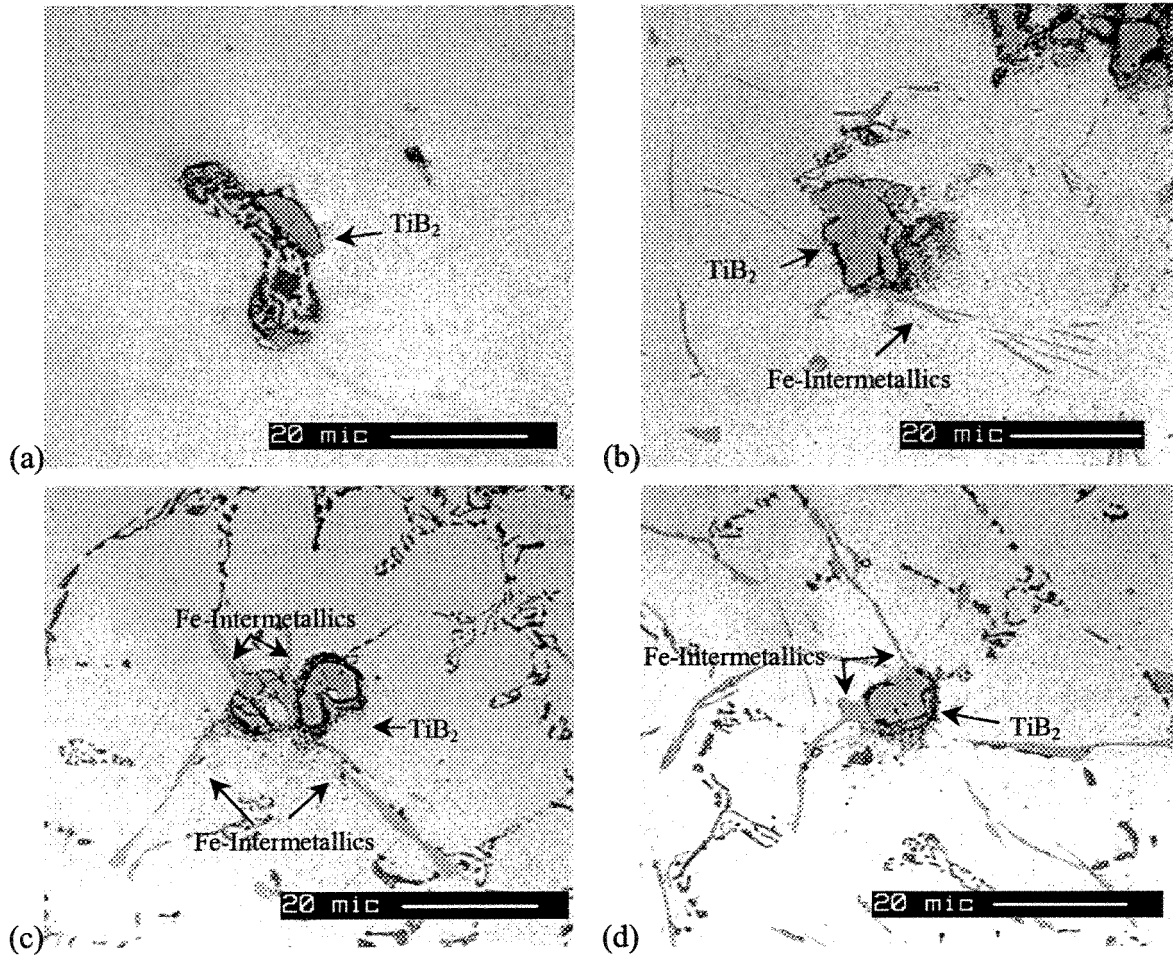 TiB₂
20 mic
(a)
TiB₂
Fe-Intermetallics
20 mic
(b)
Fe-Intermetallics
TiB₂
Fe-Intermetallics
20 mic
(c)
Fe-Intermetallics
TiB₂
20 mic
(d)